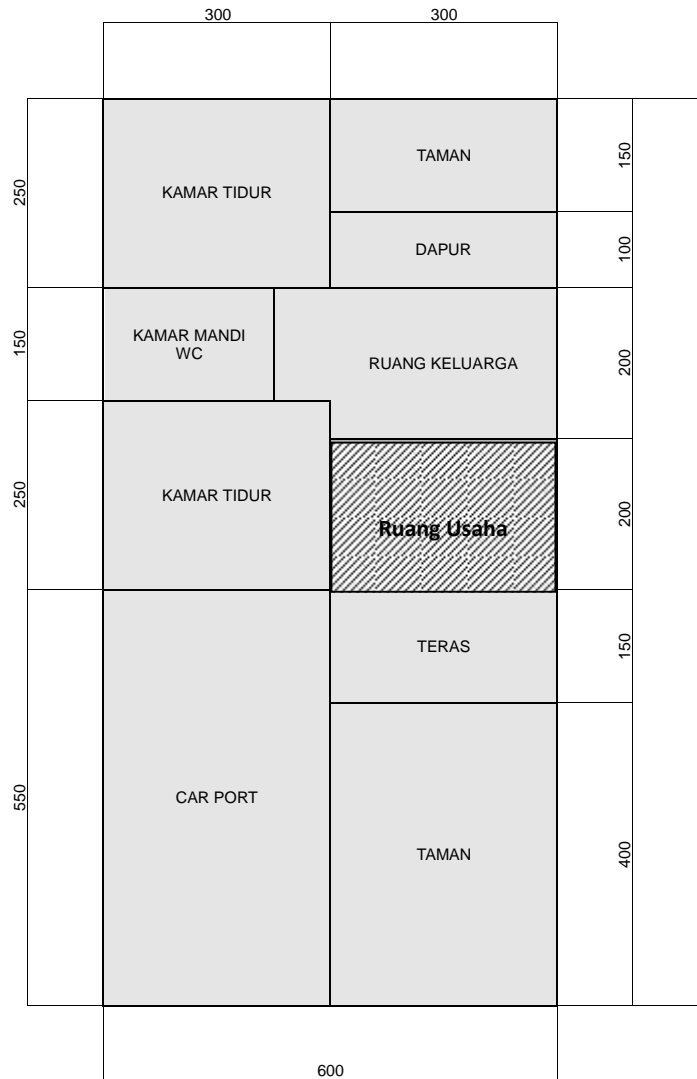 300
300
KAMAR TIDUR
TAMAN
150
250
DAPUR
100
KAMAR MANDI
WC
150
RUANG KELUARGA
200
KAMAR TIDUR
250
Ruang Usaha
200
TERAS
150
CAR PORT
550
TAMAN
400
600